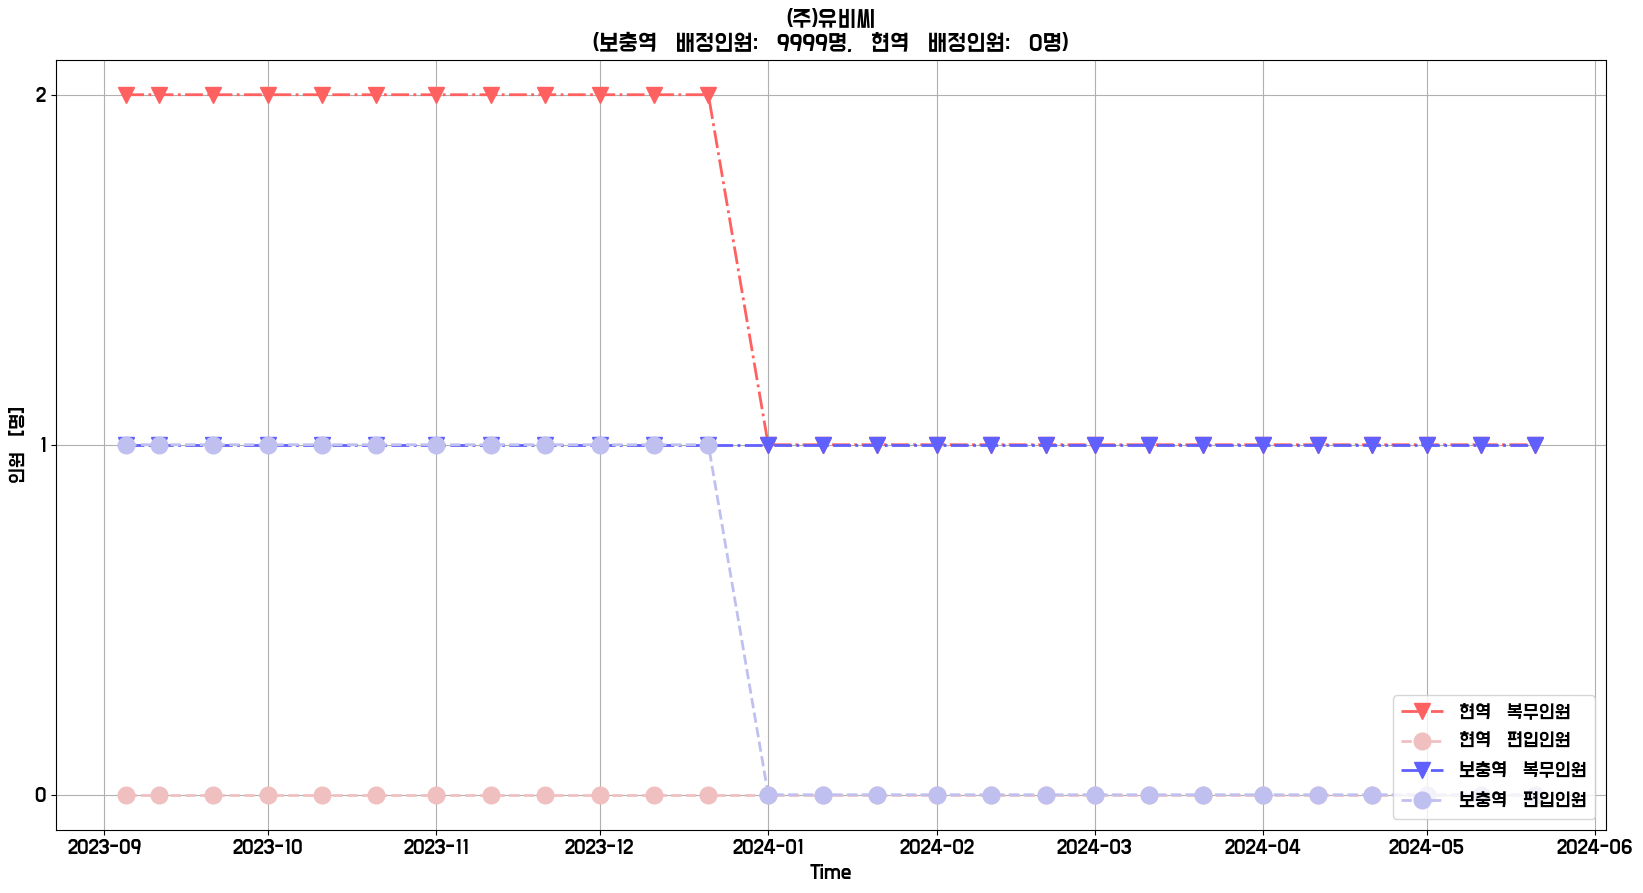 (주)유비씨
(보충역 배정인원: 9999명, 현역 배정인원: 0명)
인원 [명]
2
1
0
현역 복무인원
현역 편입인원
보충역 복무인원
보충역 편입인원
2023-09 2023-10 2023-11 2023-12 2024-01 2024-02 2024-03 2024-04 2024-05 2024-06
Time